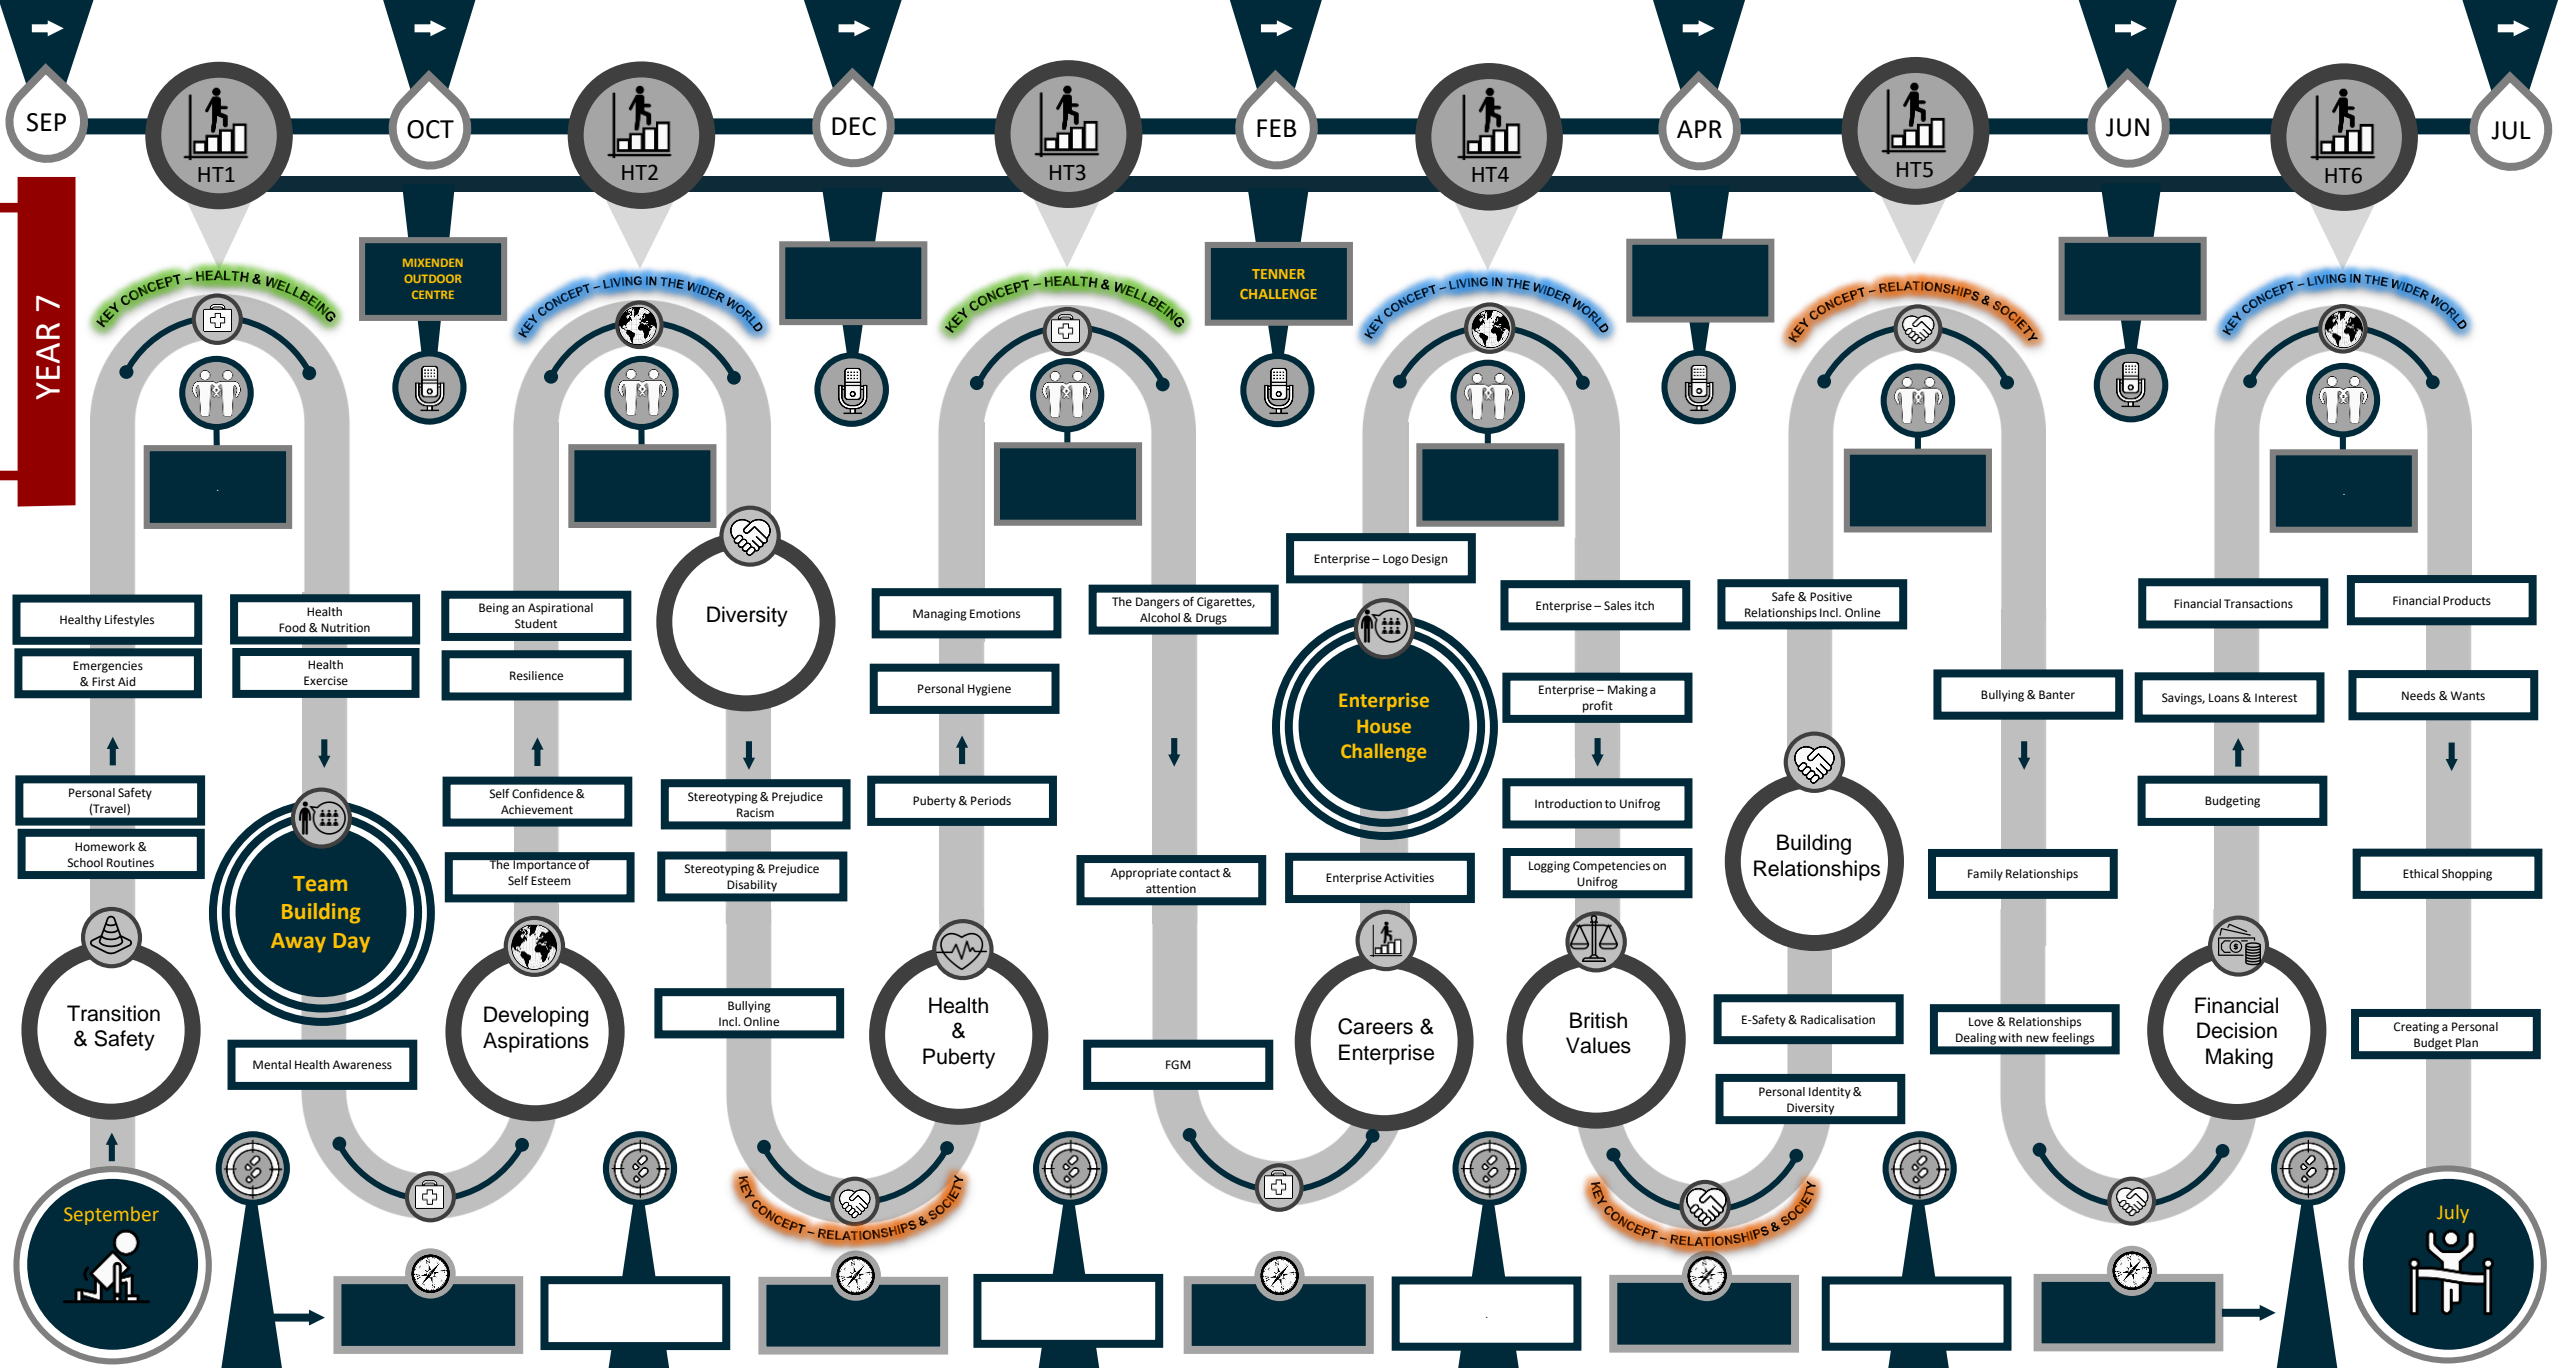 SEP
OCT
DEC
FEB
APR
JUN
JUL
HT1
HT2
HT3
HT4
HT5
HT6
YEAR 7
KEY CONCEPT – HEALTH & WELLBEING
MIXENDEN
OUTDOOR
CENTRE
KEY CONCEPT – LIVING IN THE WIDER WORLD
KEY CONCEPT – HEALTH & WELLBEING
TENNER
CHALLENGE
KEY CONCEPT – LIVING IN THE WIDER WORLD
KEY CONCEPT – RELATIONSHIPS & SOCIETY
KEY CONCEPT – LIVING IN THE WIDER WORLD
Healthy Lifestyles
Emergencies
& First Aid
Personal Safety
(Travel)
Homework &
School Routines
Transition
& Safety
September
Health
Food & Nutrition
Health
Exercise
Team
Building
Away Day
Mental Health Awareness
Being an Aspirational
Student
Resilience
Self Confidence &
Achievement
The Importance of
Self Esteem
Developing
Aspirations
Diversity
Stereotyping & Prejudice
Racism
Stereotyping & Prejudice
Disability
Bullying
Incl. Online
KEY CONCEPT – RELATIONSHIPS & SOCIETY
Managing Emotions
Personal Hygiene
Puberty & Periods
Health
&
Puberty
The Dangers of Cigarettes,
Alcohol & Drugs
Appropriate contact &
attention
FGM
Enterprise – Logo Design
Enterprise
House
Challenge
Enterprise Activities
Careers &
Enterprise
Enterprise – Sales itch
Enterprise – Making a
profit
Introduction to Unifrog
Logging Competencies on
Unifrog
British
Values
KEY CONCEPT – RELATIONSHIPS & SOCIETY
Safe & Positive
Relationships Incl. Online
Building
Relationships
E-Safety & Radicalisation
Personal Identity &
Diversity
Bullying & Banter
Family Relationships
Love & Relationships
Dealing with new feelings
Financial Transactions
Savings, Loans & Interest
Budgeting
Financial
Decision
Making
Financial Products
Needs & Wants
Ethical Shopping
Creating a Personal
Budget Plan
July